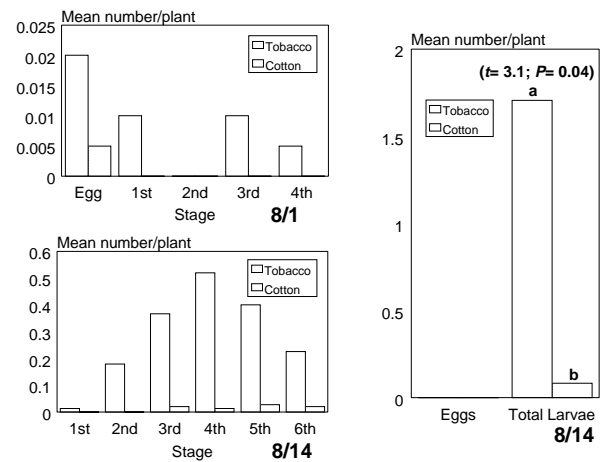 Mean number/plant
0.025
0.02
0.015
0.01
0.005
0
Tobacco
Cotton
Egg 1st 2nd 3rd 4th
Stage 8/1
Mean number/plant
0.6
0.5
0.4
0.3
0.2
0.1
0
Tobacco
Cotton
1st 2nd 3rd 4th 5th 6th
Stage 8/14
Mean number/plant
2
1.5
1
0.5
0
(t= 3.1; P= 0.04)
a
Tobacco
Cotton
b
Eggs Total Larvae
8/14